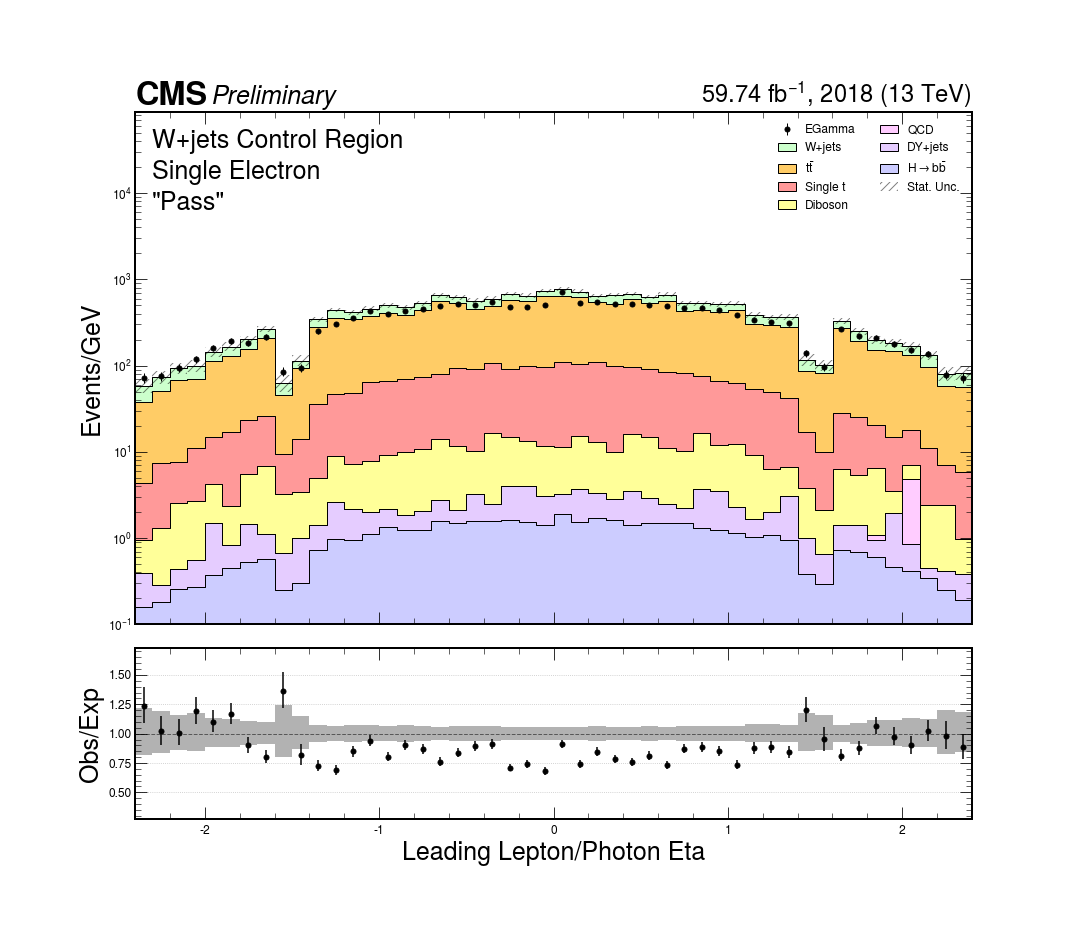 CMS Preliminary 59.74 fb⁻¹, 2018 (13 TeV)
W+jets Control Region
Single Electron
"Pass"
EGamma
W+jets
tt̄
Single t
Diboson
QCD
DY+jets
H→bb̄
Stat. Unc.
Events/GeV
10⁴
10³
10²
10¹
10⁰
10⁻¹
Obs/Exp
1.50
1.25
1.00
0.75
0.50
-2 -1 0 1 2
Leading Lepton/Photon Eta